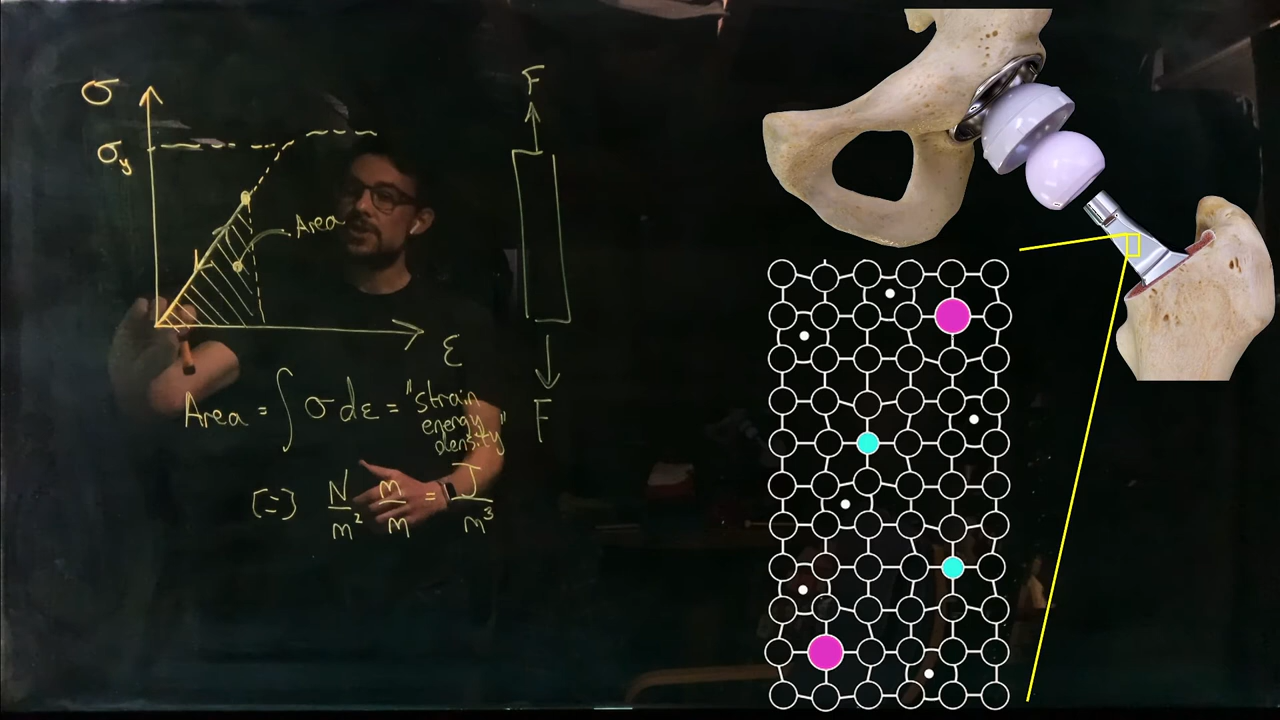 σ
σy
Area
ε
F
F
Area = ∫ σ dε = "strain energy density"
[=] N/m² m/m = J/m³